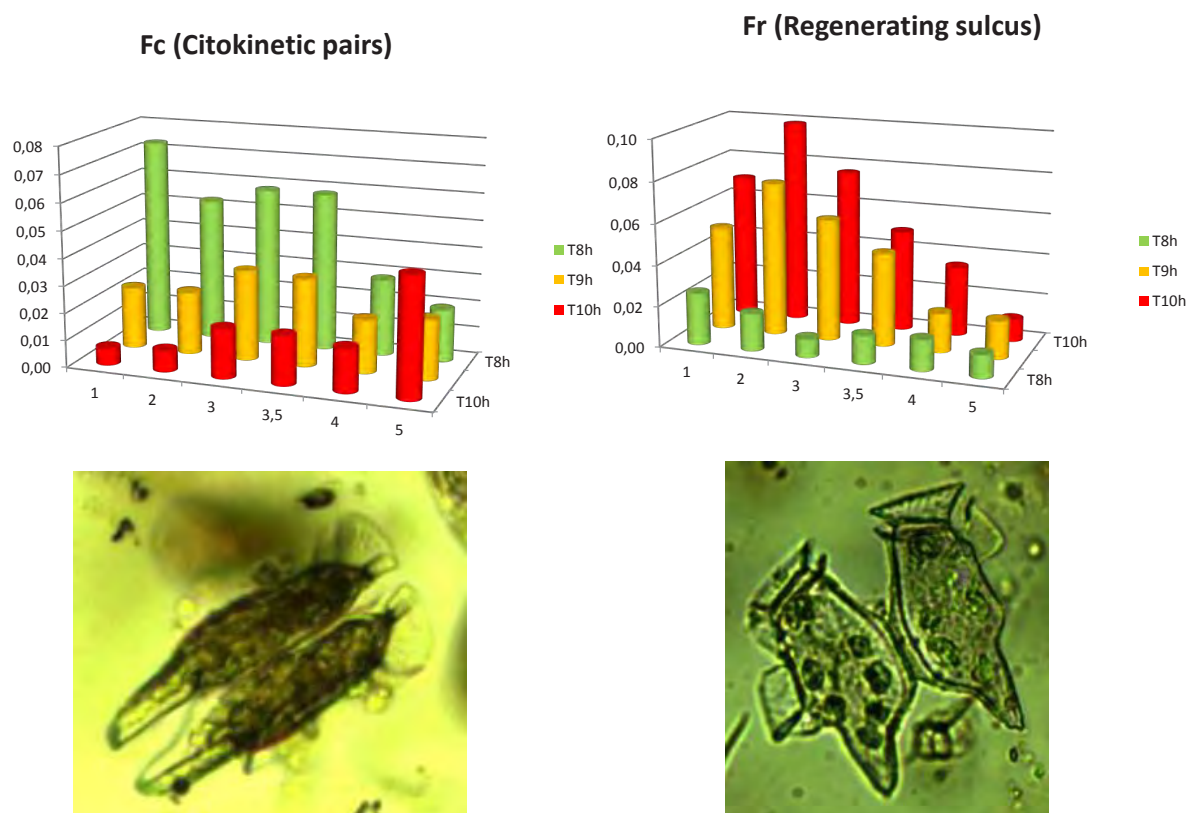 Fc (Citokinetic pairs)
0,08
0,07
0,06
0,05
0,04
0,03
0,02
0,01
0,00
1
2
3
3,5
4
5
T8h
T10h
T8h
T9h
T10h
Fr (Regenerating sulcus)
0,10
0,08
0,06
0,04
0,02
0,00
1
2
3
3,5
4
5
T10h
T8h
T8h
T9h
T10h